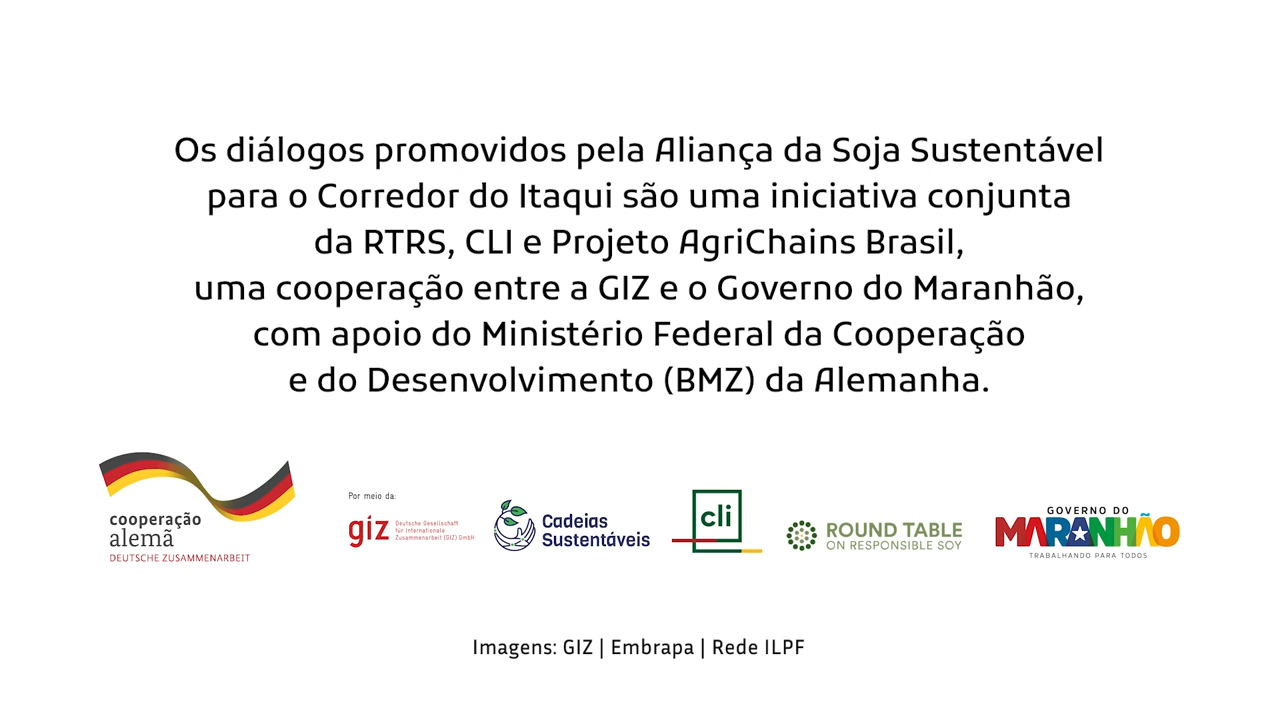 Os diálogos promovidos pela Aliança da Soja Sustentável
para o Corredor do Itaqui são uma iniciativa conjunta
da RTRS, CLI e Projeto AgriChains Brasil,
uma cooperação entre a GIZ e o Governo do Maranhão,
com apoio do Ministério Federal da Cooperação
e do Desenvolvimento (BMZ) da Alemanha.
cooperação
alemã
DEUTSCHE ZUSAMMENARBEIT
Por meio da:
giz
Deutsche Gesellschaft
für Internationale
Zusammenarbeit (GIZ) GmbH
Cadeias
Sustentáveis
cli
ROUND TABLE
ON RESPONSIBLE SOY
GOVERNO DO
MARANHÃO
TRABALHANDO PARA TODOS
Imagens: GIZ | Embrapa | Rede ILPF